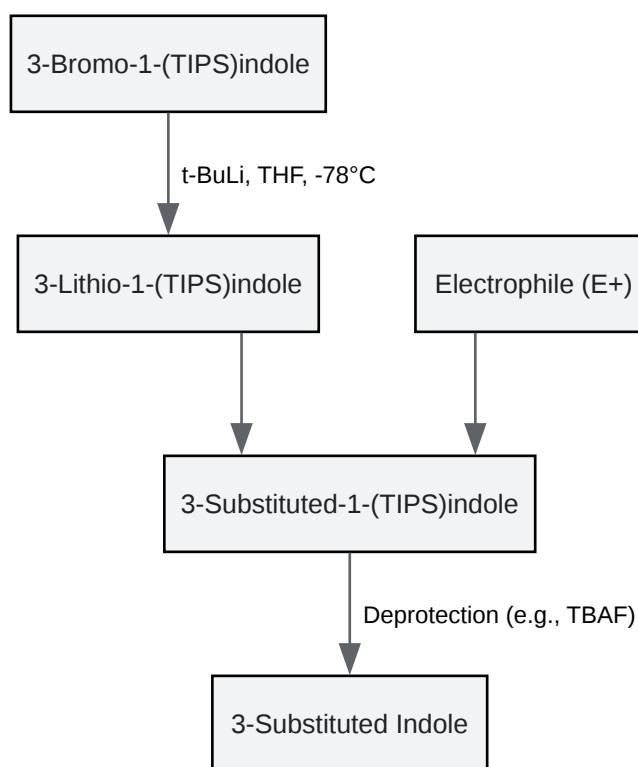 3-Bromo-1-(TIPS)indole
t-BuLi, THF, -78°C
3-Lithio-1-(TIPS)indole
Electrophile (E+)
3-Substituted-1-(TIPS)indole
Deprotection (e.g., TBAF)
3-Substituted Indole